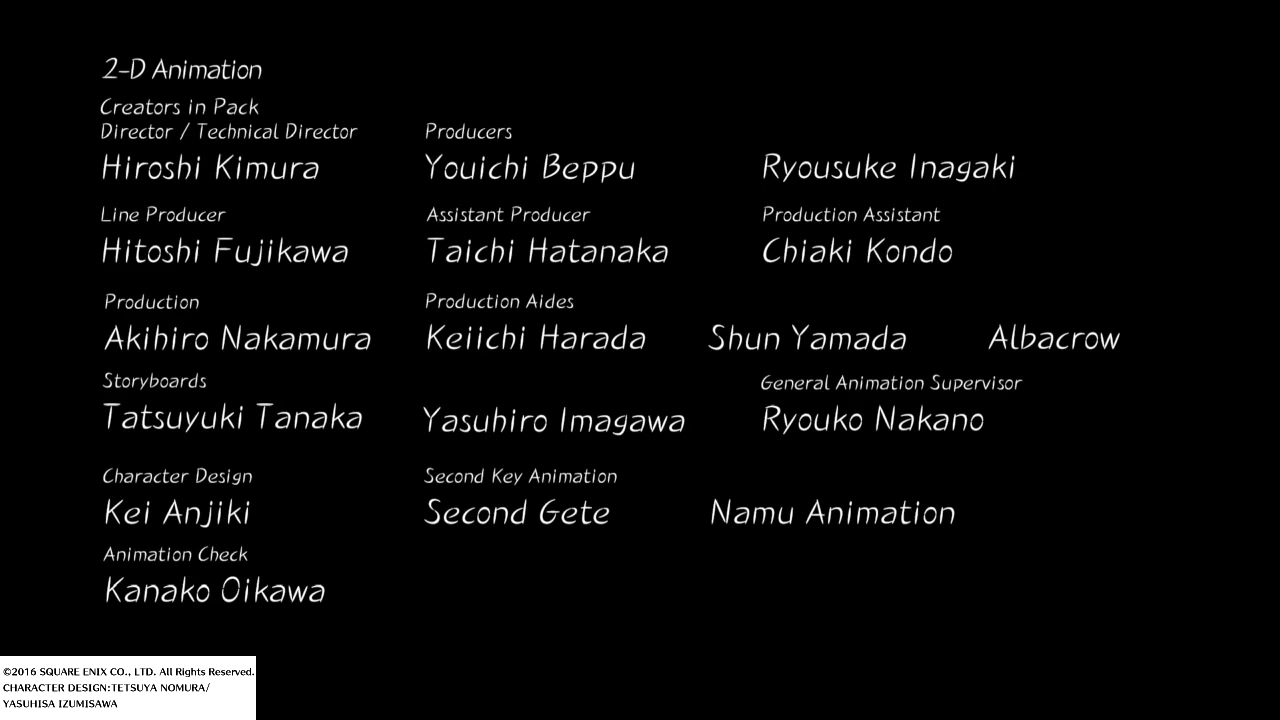 2-D Animation
Creators in Pack
Director / Technical Director Producers
Hiroshi Kimura Youichi Beppu Ryousuke Inagaki
Line Producer Assistant Producer Production Assistant
Hitoshi Fujikawa Taichi Hatanaka Chiaki Kondo
Production Production Aides
Akihiro Nakamura Keiichi Harada Shun Yamada Albacrow
Storyboards General Animation Supervisor
Tatsuyuki Tanaka Yasuhiro Imagawa Ryouko Nakano
Character Design Second Key Animation
Kei Anjiki Second Gete Namu Animation
Animation Check
Kanako Oikawa
©2016 SQUARE ENIX CO., LTD. All Rights Reserved.
CHARACTER DESIGN:TETSUYA NOMURA/
YASUHISA IZUMISAWA